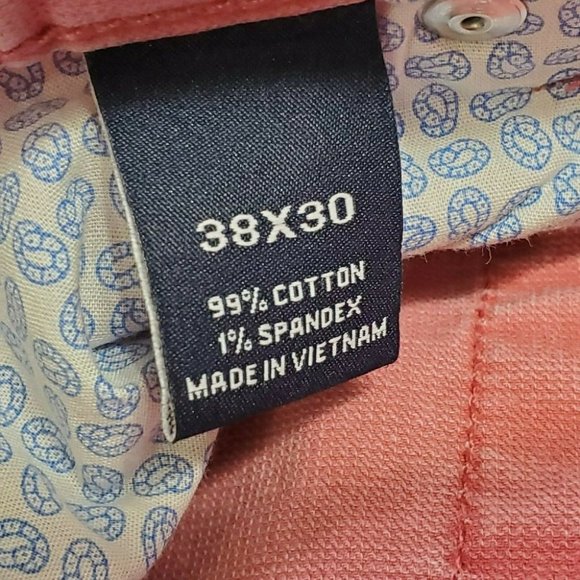 38X30
99% COTTON
1% SPANDEX
MADE IN VIETNAM